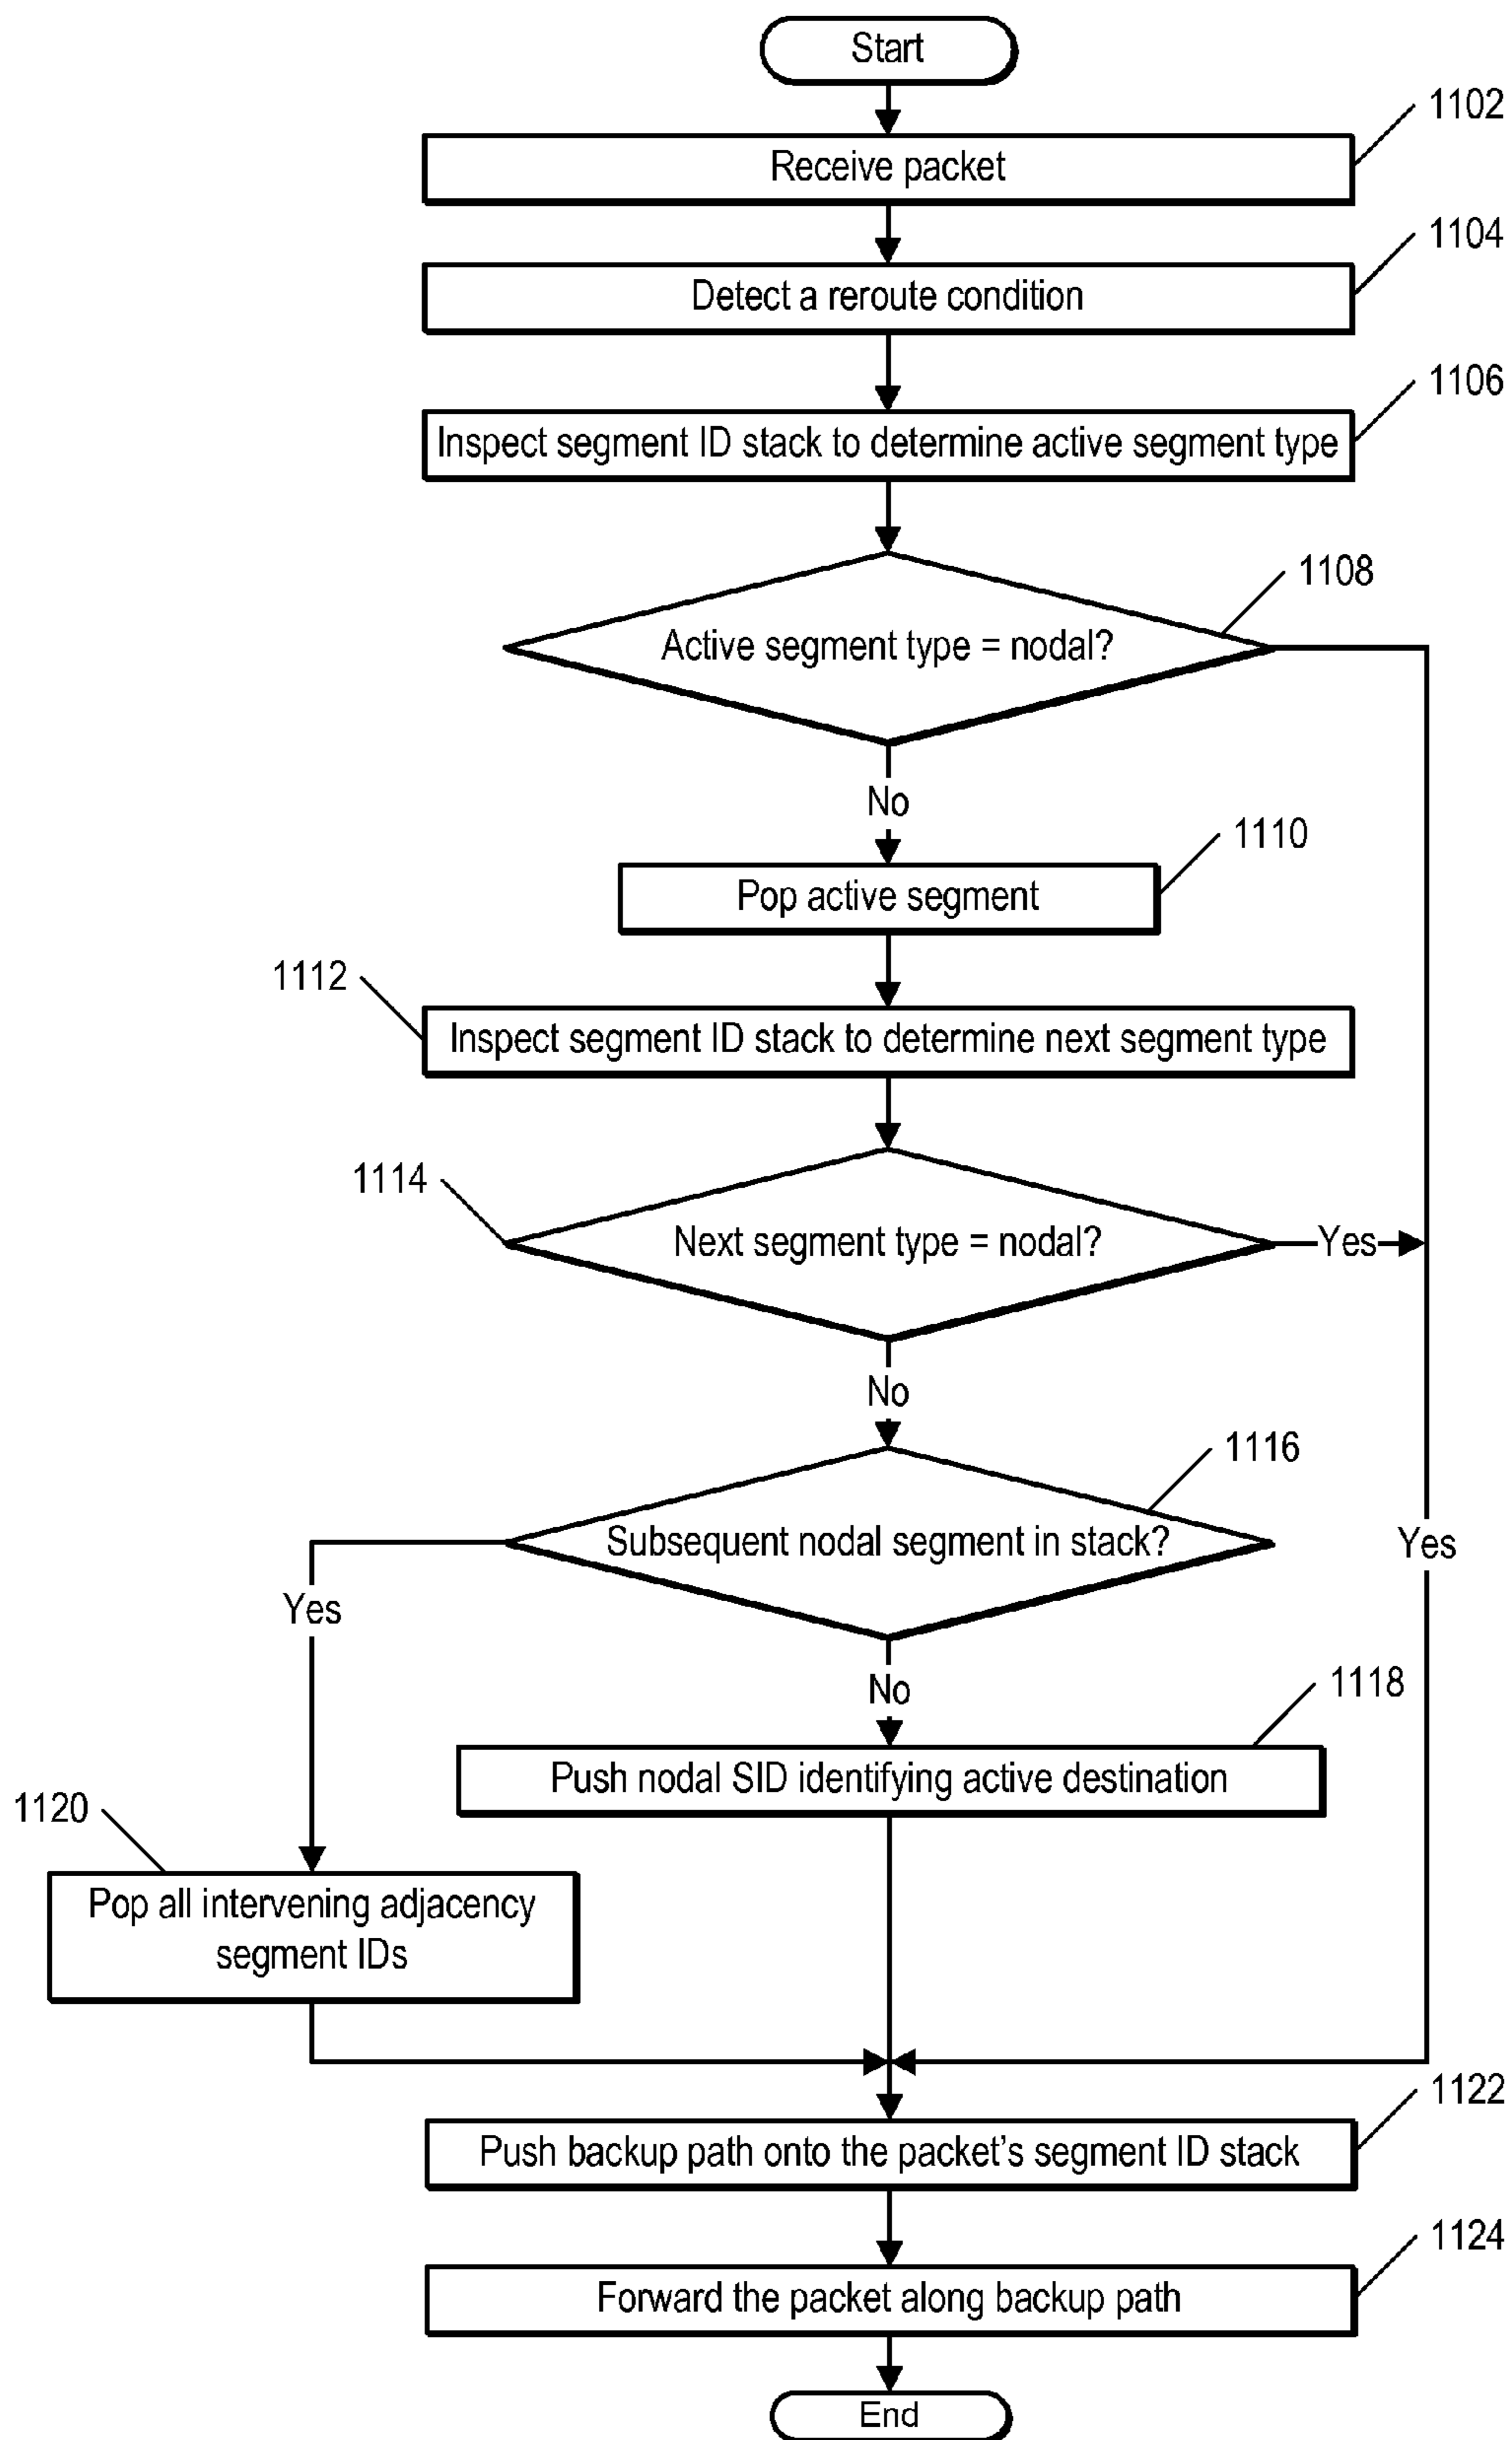 Start
1102
Receive packet
1104
Detect a reroute condition
1106
Inspect segment ID stack to determine active segment type
1108
Active segment type = nodal?
No
1110
Pop active segment
1112
Inspect segment ID stack to determine next segment type
1114
Next segment type = nodal?
Yes
No
1116
Subsequent nodal segment in stack?
Yes
Yes
No
1118
Push nodal SID identifying active destination
1120
Pop all intervening adjacency
segment IDs
1122
Push backup path onto the packet's segment ID stack
1124
Forward the packet along backup path
End